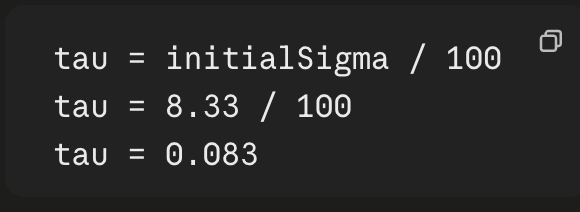 tau = initialSigma / 100
tau = 8.33 / 100
tau = 0.083